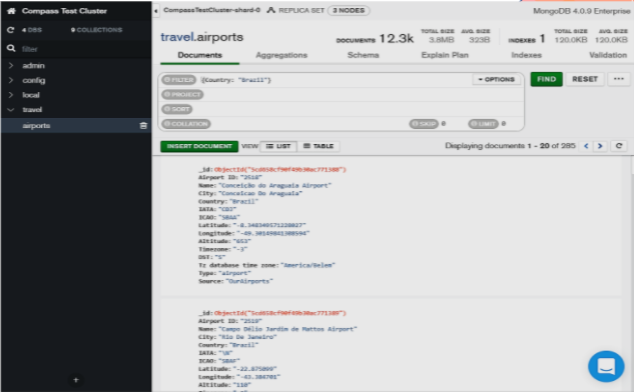 Compass Test Cluster
4 DBS
9 COLLECTIONS
filter
admin
config
local
travel
airports
CompassTestCluster-shard-0
REPLICA SET
3 NODES
MongoDB 4.0.9 Enterprise
travel.airports
DOCUMENTS 12.3k
TOTAL SIZE 3.8MB
AVG. SIZE 323B
INDEXES 1
TOTAL SIZE 120.0KB
AVG. SIZE 120.0KB
Documents
Aggregations
Schema
Explain Plan
Indexes
Validation
FILTER {Country: "Brazil"}
OPTIONS
FIND
RESET
...
PROJECT
SORT
COLLATION
SKIP 0
LIMIT 0
INSERT DOCUMENT
VIEW
LIST
TABLE
Displaying documents 1 - 20 of 285
Airport ID: "2518"
Name: "Conceição do Araguaia Airport"
City: "Conceicao Do Araguaia"
Country: "Brazil"
IATA: "CDJ"
ICAO: "SBAA"
Latitude: "-8.348349571228027"
Longitude: "-49.30149841308594"
Altitude: "653"
Timezone: "-3"
DST: "S"
Tz database time zone: "America/Belem"
Type: "airport"
Source: "OurAirports"
Airport ID: "2519"
Name: "Campo Délio Jardim de Mattos Airport"
City: "Rio De Janeiro"
Country: "Brazil"
IATA: "\N"
ICAO: "SBAF"
Latitude: "-22.875099"
Longitude: "-43.384701"
Altitude: "110"